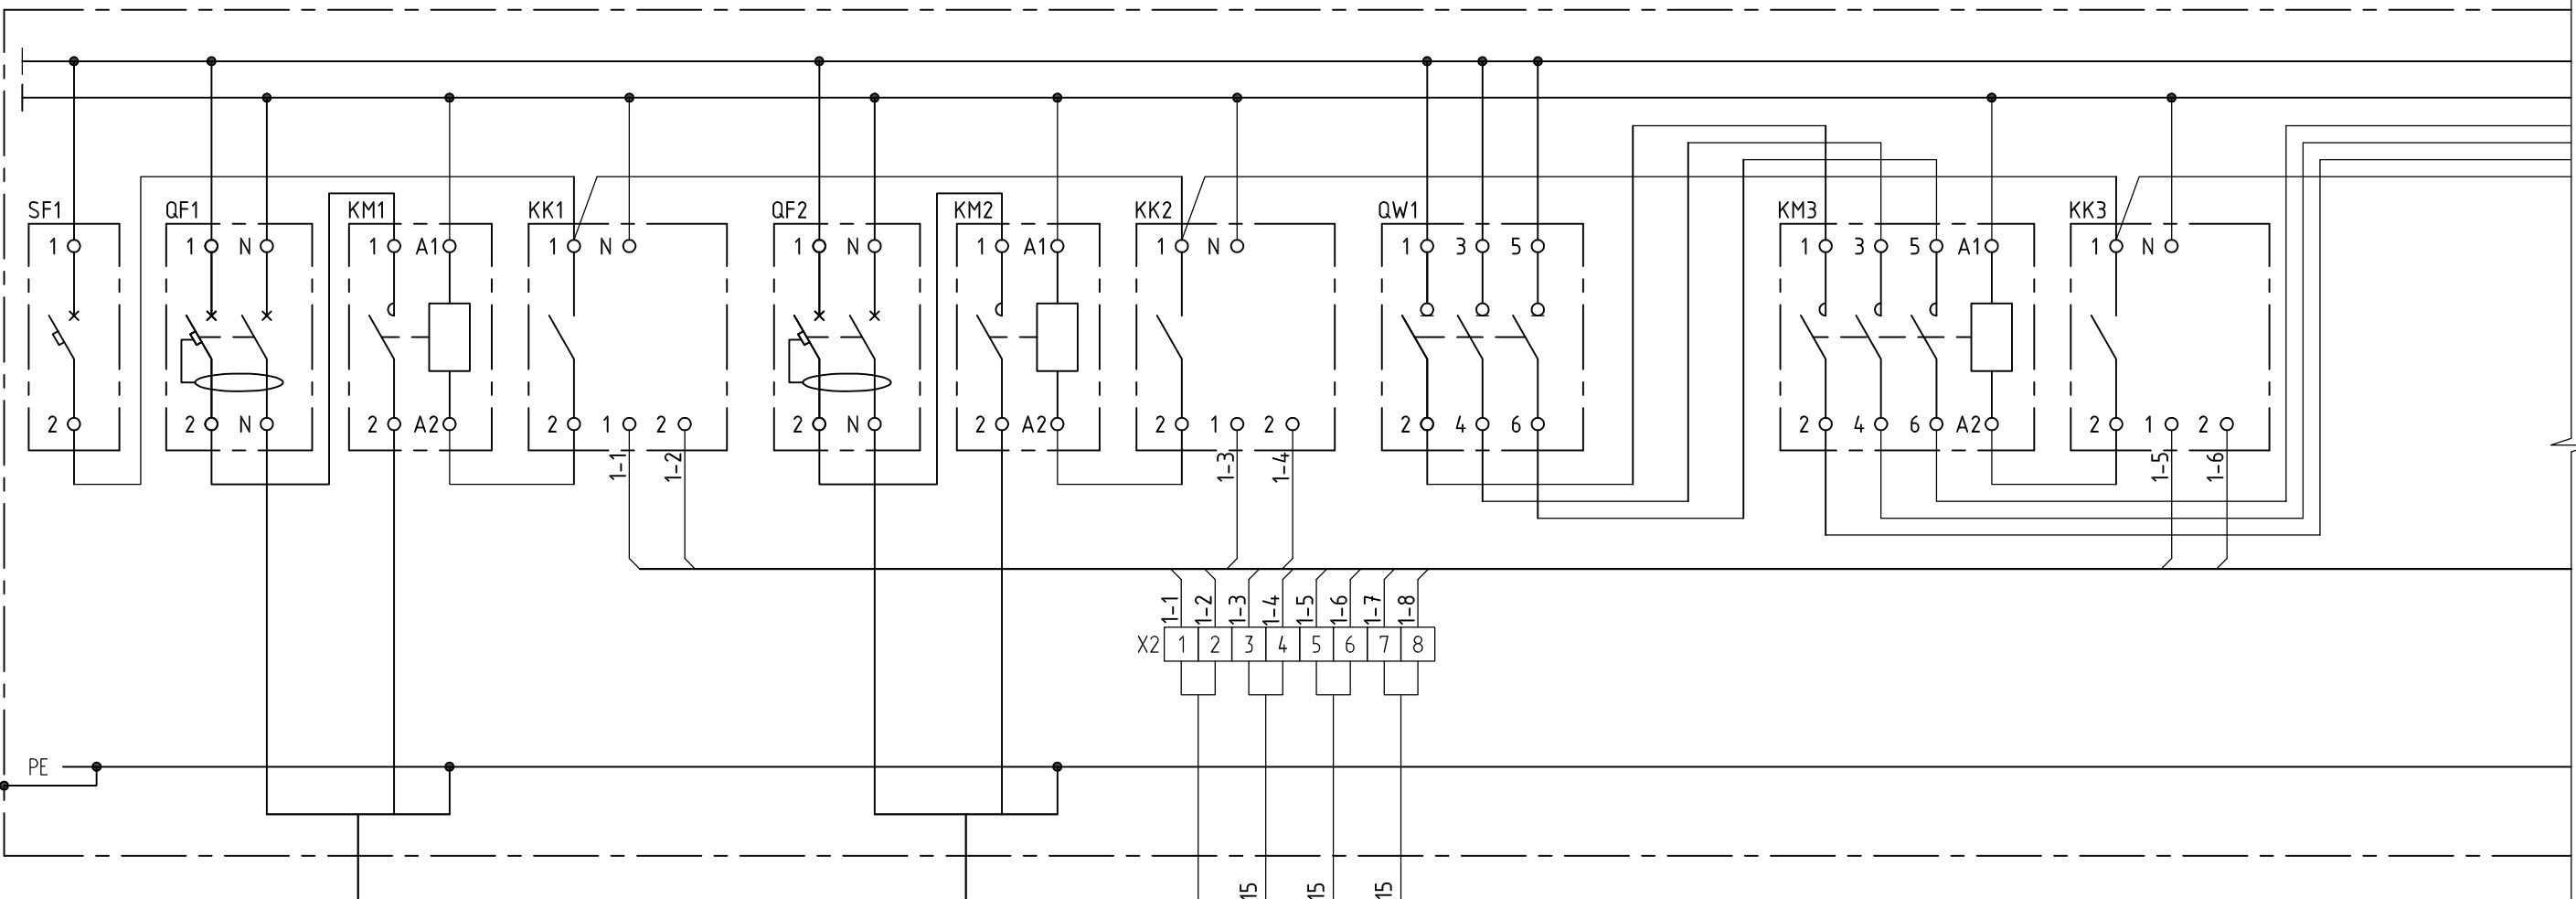 SF1 QF1 KM1 KK1 QF2 KM2 KK2 QW1 KM3 KK3
1 1 N 1 A1 1 N 1 N 1 A1 1 N 1 3 5 1 3 5 A1 1 N
2 2 N 2 A2 2 1 2 2 N 2 A2 2 1 2 2 4 6 2 4 6 A2 2 1 2
1-1 1-2 1-3 1-4 1-5 1-6
1-1 1-2 1-3 1-4 1-5 1-6 1-7 1-8
X2 1 2 3 4 5 6 7 8
PE
15 15 15